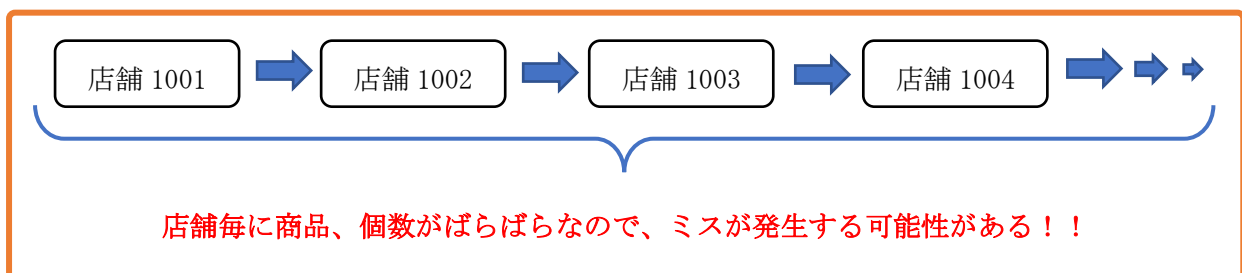 店舗 1001
店舗 1002
店舗 1003
店舗 1004
店舗毎に商品、個数がばらばらなので、ミスが発生する可能性がある！！